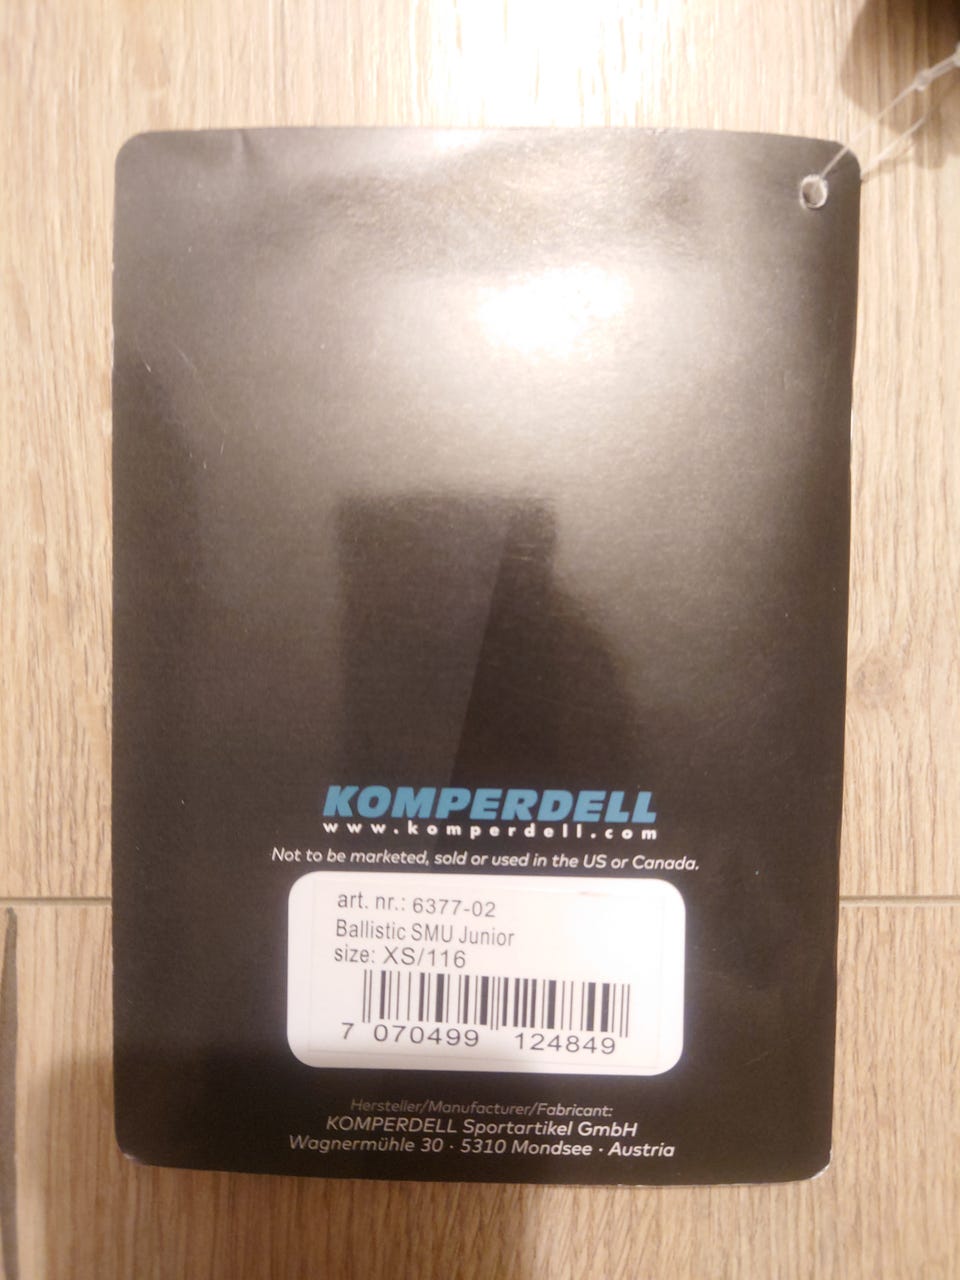 KOMPERDELL
www.komperdell.com
Not to be marketed, sold or used in the US or Canada.
art. nr.: 6377-02
Ballistic SMU Junior
size: XS/116
7 070499 124849
Hersteller/Manufacturer/Fabricant:
KOMPERDELL Sportartikel GmbH
Wagnermühle 30 · 5310 Mondsee · Austria